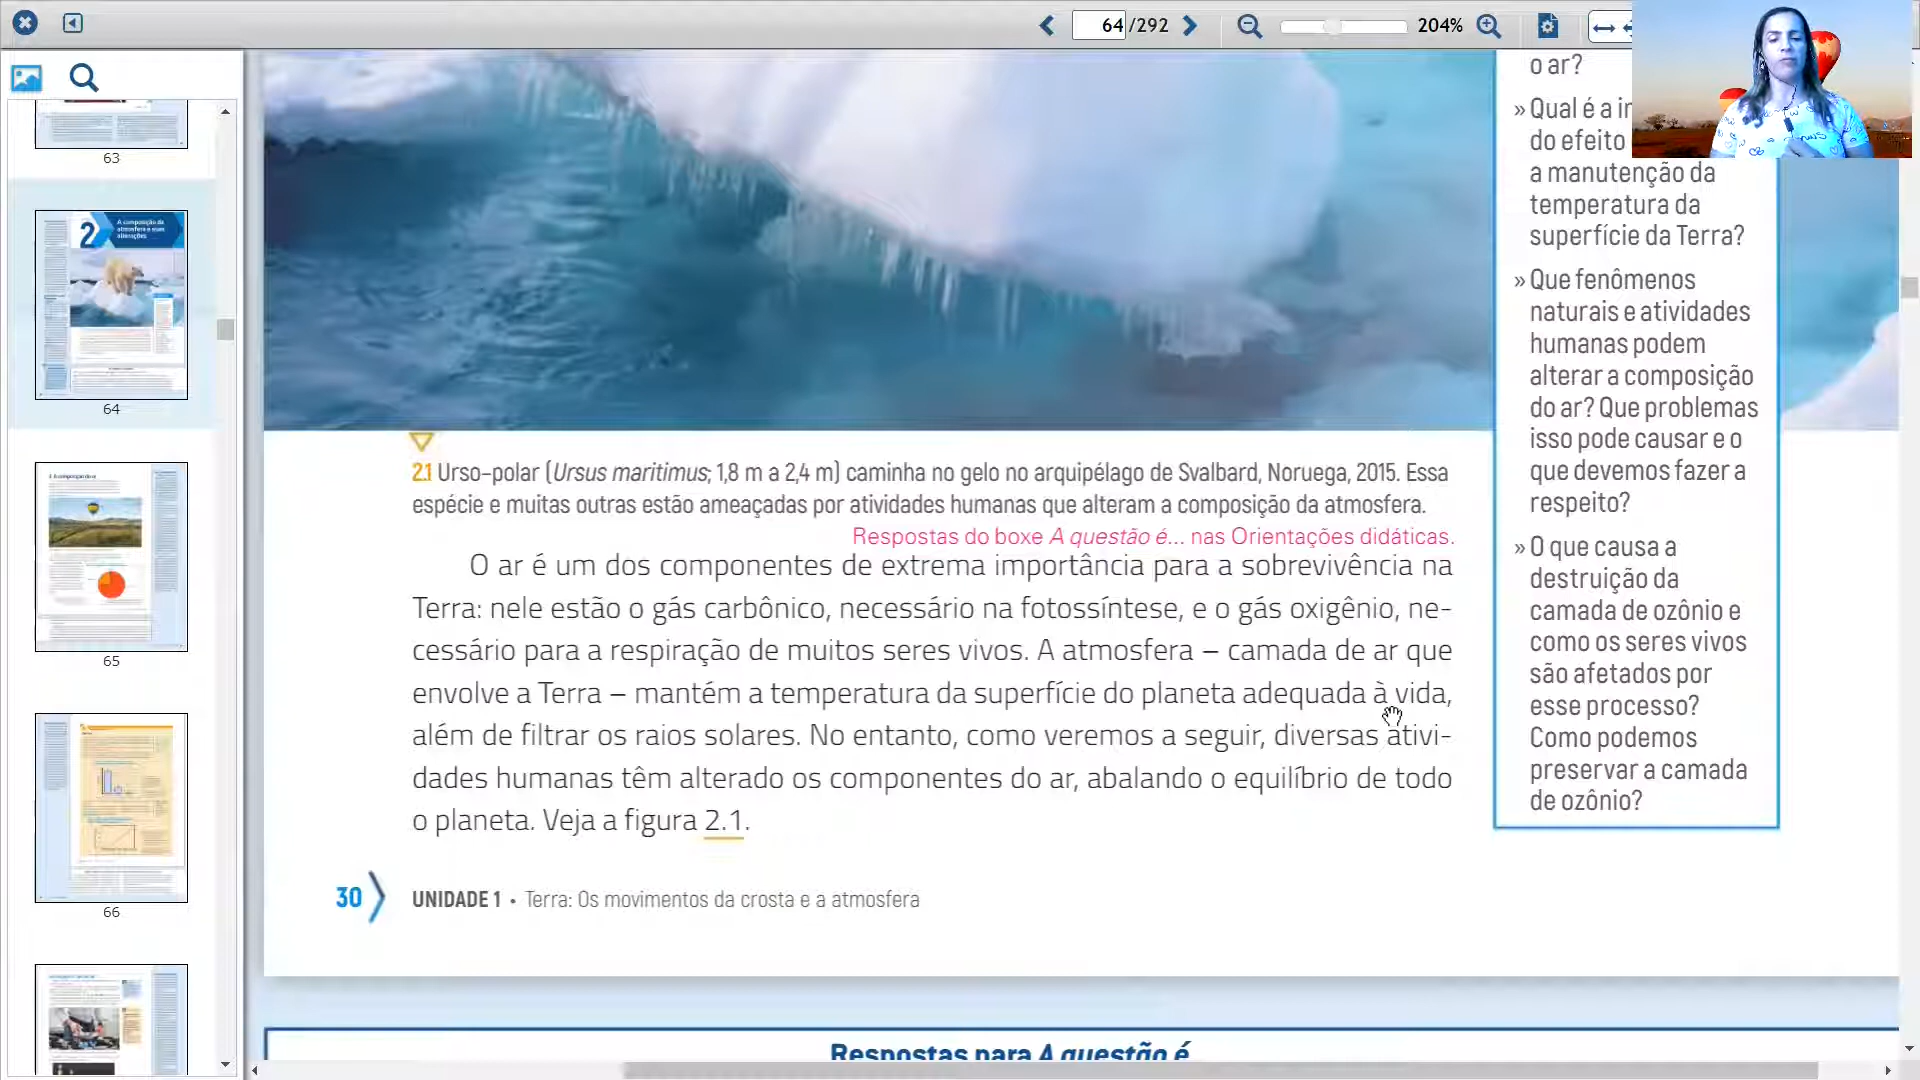 64 /292
204%
63
2
A composição da
atmosfera e suas
alterações
64
65
66
o ar?
» Qual é a
do efeito
a manutenção da
temperatura da
superfície da Terra?
» Que fenômenos
naturais e atividades
humanas podem
alterar a composição
do ar? Que problemas
isso pode causar e o
que devemos fazer a
respeito?
» O que causa a
destruição da
camada de ozônio e
como os seres vivos
são afetados por
esse processo?
Como podemos
preservar a camada
de ozônio?
2.1 Urso-polar (Ursus maritimus; 1,8 m a 2,4 m) caminha no gelo no arquipélago de Svalbard, Noruega, 2015. Essa
espécie e muitas outras estão ameaçadas por atividades humanas que alteram a composição da atmosfera.
Respostas do boxe A questão é... nas Orientações didáticas.
O ar é um dos componentes de extrema importância para a sobrevivência na
Terra: nele estão o gás carbônico, necessário na fotossíntese, e o gás oxigênio, ne-
cessário para a respiração de muitos seres vivos. A atmosfera – camada de ar que
envolve a Terra – mantém a temperatura da superfície do planeta adequada à vida,
além de filtrar os raios solares. No entanto, como veremos a seguir, diversas ativi-
dades humanas têm alterado os componentes do ar, abalando o equilíbrio de todo
o planeta. Veja a figura 2.1.
30
UNIDADE 1 • Terra: Os movimentos da crosta e a atmosfera
Respostas para A questão é